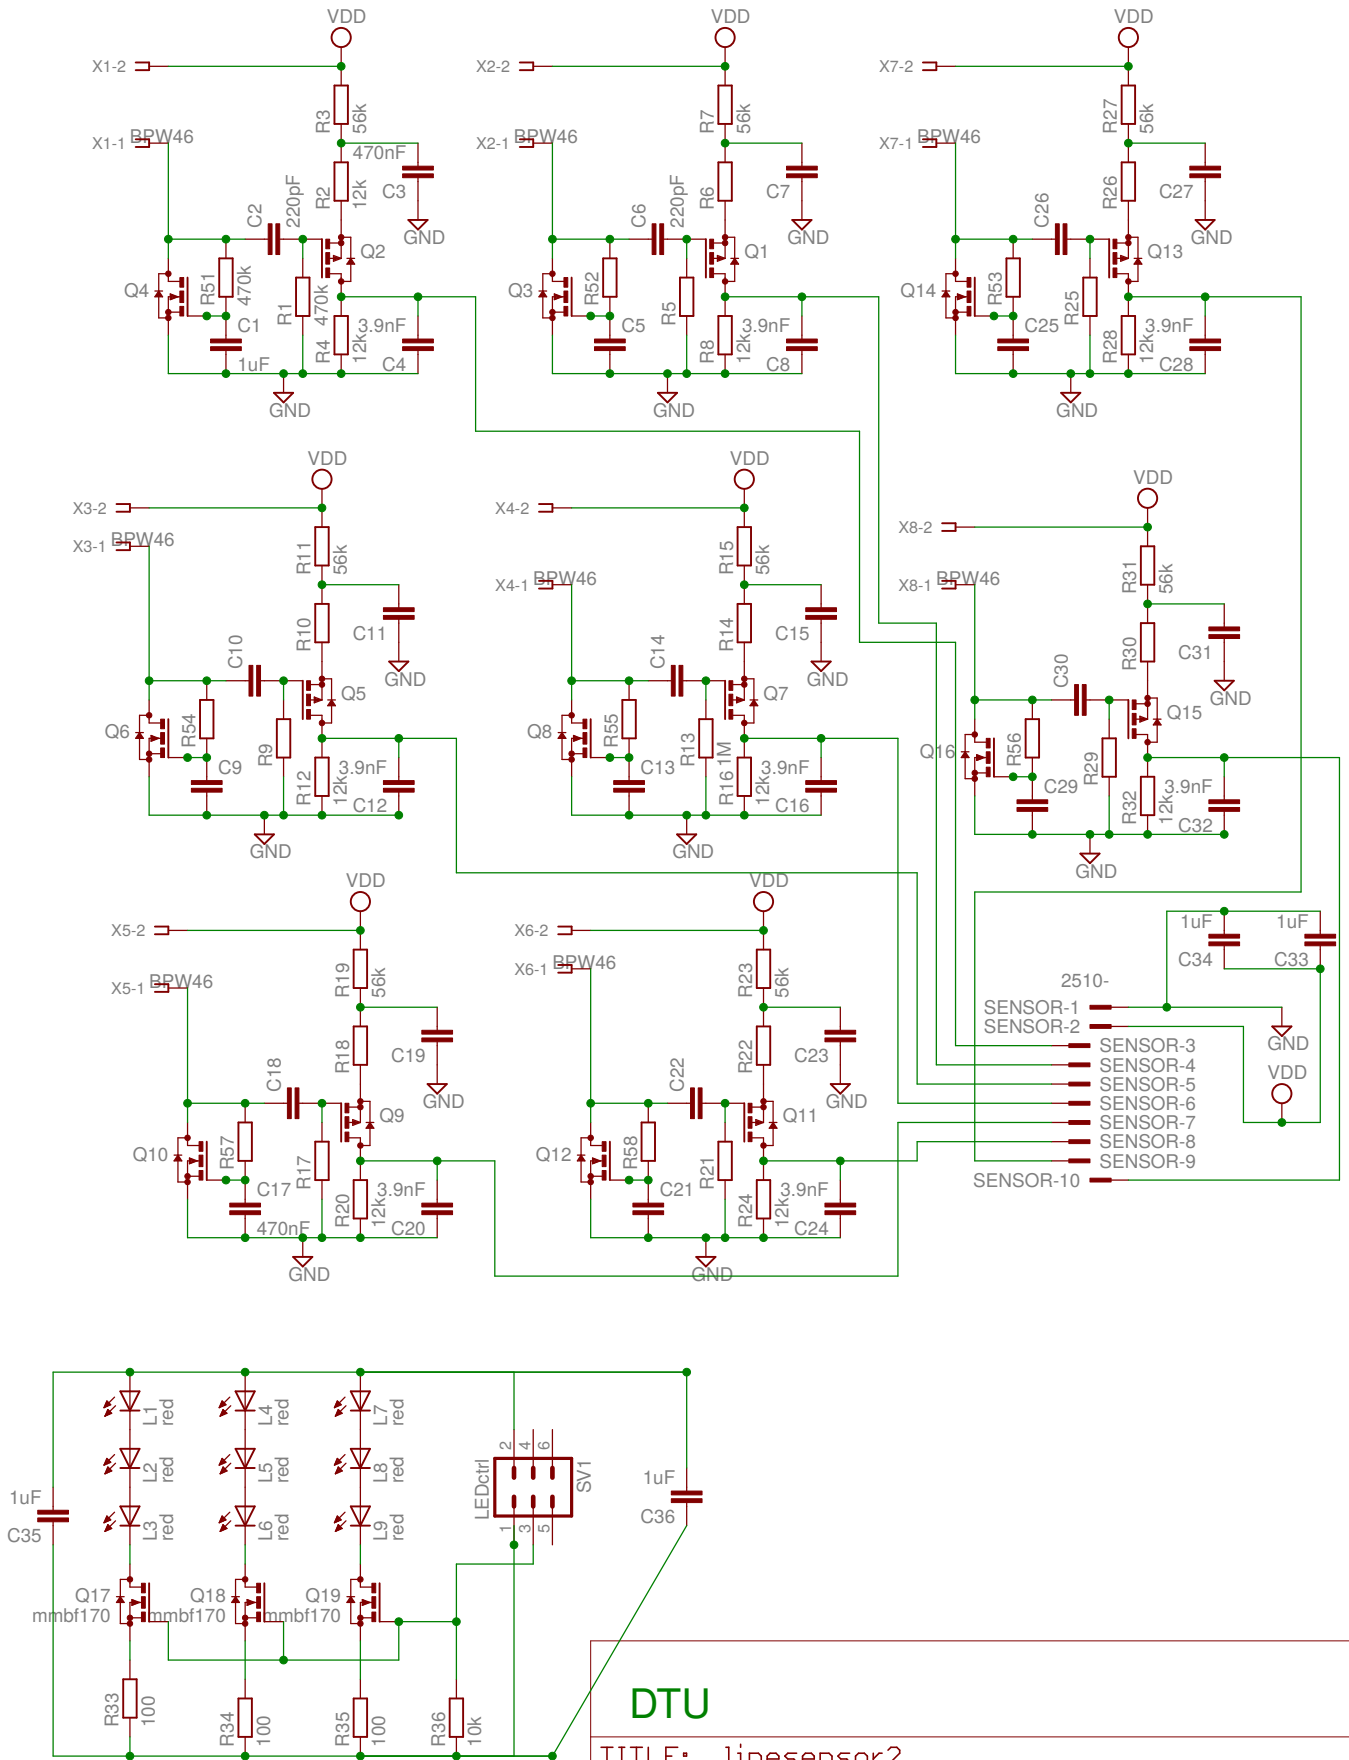 VDD
X1-2
R3
56k
X1-1
BPW46
470nF
R2
12k
C3
GND
C2
220pF
Q2
Q4
R51
470k
R1
470k
R4
12k
3.9nF
C4
C1
1uF
GND
VDD
X2-2
R7
56k
X2-1
BPW46
R6
C7
GND
C6
220pF
Q1
Q3
R52
R5
R8
12k
3.9nF
C8
C5
GND
VDD
X7-2
R27
56k
X7-1
BPW46
R26
C27
GND
C26
Q13
Q14
R53
R25
R28
12k
3.9nF
C28
C25
GND
VDD
X3-2
R11
56k
X3-1
BPW46
R10
C11
GND
C10
Q5
Q6
R54
R9
R12
12k
3.9nF
C12
C9
GND
VDD
X4-2
R15
56k
X4-1
BPW46
R14
C15
GND
C14
Q7
Q8
R55
R13
1M
R16
12k
3.9nF
C16
C13
GND
VDD
X8-2
R31
56k
X8-1
BPW46
R30
C31
GND
C30
Q15
Q16
R56
R29
R32
12k
3.9nF
C32
C29
GND
VDD
X5-2
R19
56k
X5-1
BPW46
R18
C19
GND
C18
Q9
Q10
R57
R17
R20
12k
3.9nF
C20
C17
470nF
GND
VDD
X6-2
R23
56k
X6-1
BPW46
R22
C23
GND
C22
Q11
Q12
R58
R21
R24
12k
3.9nF
C24
C21
GND
1uF
C34
1uF
C33
2510-
SENSOR-1
SENSOR-2
SENSOR-3
SENSOR-4
SENSOR-5
SENSOR-6
SENSOR-7
SENSOR-8
SENSOR-9
SENSOR-10
GND
VDD
1uF
C35
L1
red
L2
red
L3
red
L4
red
L5
red
L6
red
L7
red
L8
red
L9
red
Q17
mmbf170
Q18
mmbf170
Q19
mmbf170
R33
100
R34
100
R35
100
R36
10k
LEDctrl
2
4
6
1
3
5
SV1
1uF
C36
DTU
TITLE: linesensor2